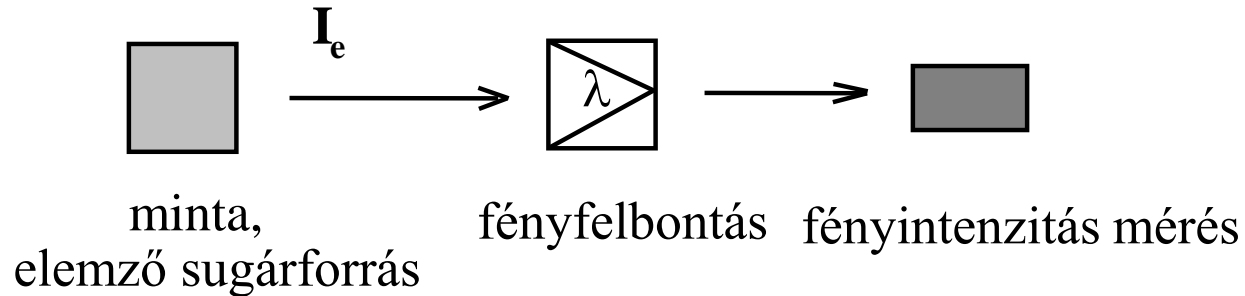 Iₑ
λ
minta,
elemző sugárforrás
fényfelbontás
fényintenzitás mérés